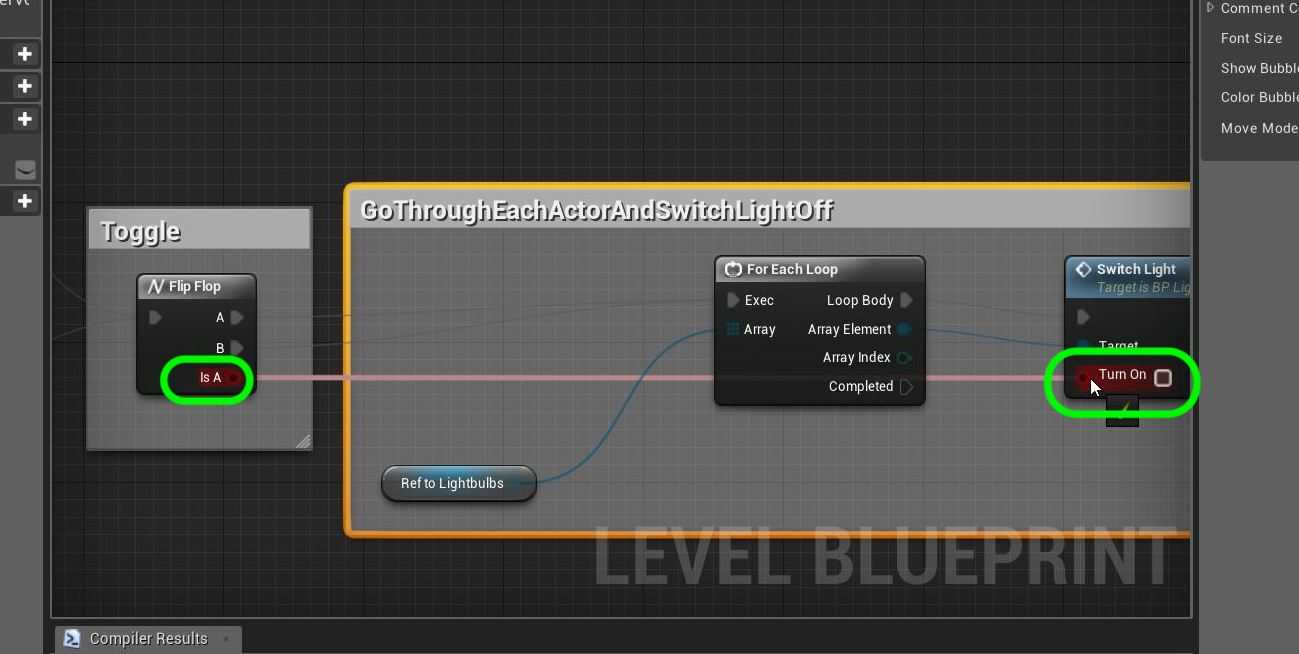 Comment C
Font Size
Show Bubble
Color Bubble
Move Mode
GoThroughEachActorAndSwitchLightOff
Toggle
Flip Flop
A
B
Is A
For Each Loop
Exec
Loop Body
Array
Array Element
Array Index
Completed
Switch Light
Target is BP Lig
Target
Turn On
Ref to Lightbulbs
LEVEL BLUEPRINT
Compiler Results